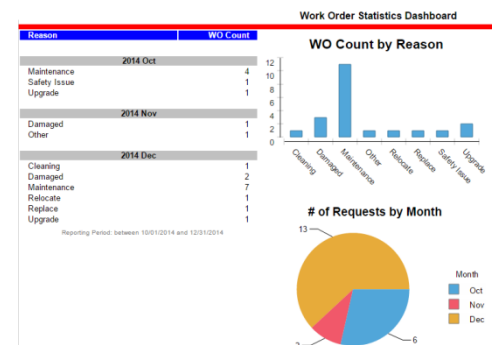 Work Order Statistics Dashboard
Reason WO Count
2014 Oct
Maintenance 4
Safety Issue 1
Upgrade 1
2014 Nov
Damaged 1
Other 1
2014 Dec
Cleaning 1
Damaged 2
Maintenance 7
Relocate 1
Replace 1
Upgrade 1
Reporting Period: between 10/01/2014 and 12/31/2014
WO Count by Reason
12
10
8
6
4
2
0
Cleaning
Damaged
Maintenance
Other
Relocate
Replace
Safety Issue
Upgrade
# of Requests by Month
13
6
Month
Oct
Nov
Dec